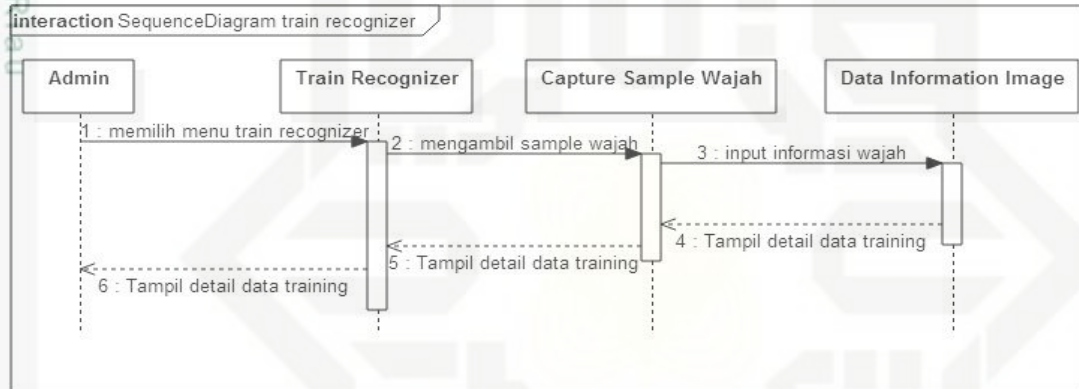 interaction SequenceDiagram train recognizer
Admin
Train Recognizer
Capture Sample Wajah
Data Information Image
1 : memilih menu train recognizer
2 : mengambil sample wajah
3 : input informasi wajah
4 : Tampil detail data training
5 : Tampil detail data training
6 : Tampil detail data training